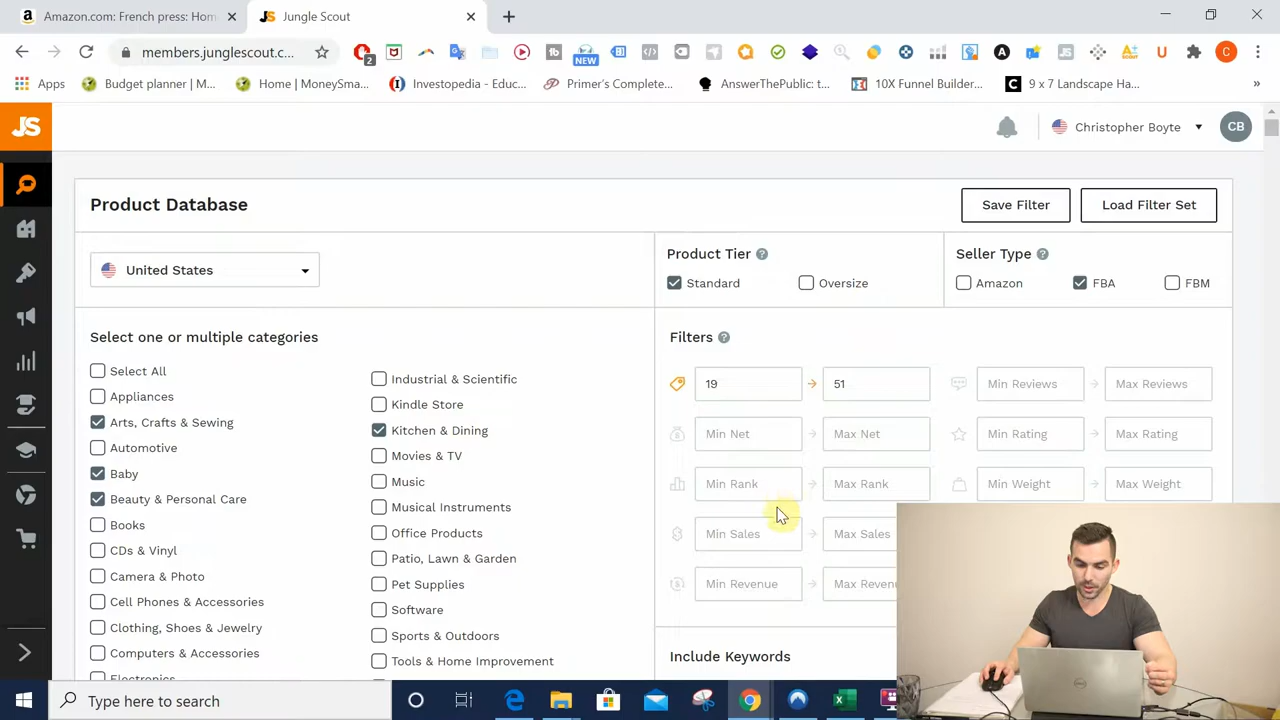 Amazon.com: French press: Hom
Jungle Scout
members.junglescout.c...
2
NEW
C
Apps
Budget planner | M...
Home | MoneySma...
Investopedia - Educ...
Primer's Complete...
AnswerThePublic: t...
10X Funnel Builder...
9 x 7 Landscape Ha...
»
JS
Christopher Boyte
CB
Product Database
Save Filter
Load Filter Set
United States
Product Tier
Standard
Oversize
Seller Type
Amazon
FBA
FBM
Select one or multiple categories
Select All
Appliances
Arts, Crafts & Sewing
Automotive
Baby
Beauty & Personal Care
Books
CDs & Vinyl
Camera & Photo
Cell Phones & Accessories
Clothing, Shoes & Jewelry
Computers & Accessories
Electronics
Industrial & Scientific
Kindle Store
Kitchen & Dining
Movies & TV
Music
Musical Instruments
Office Products
Patio, Lawn & Garden
Pet Supplies
Software
Sports & Outdoors
Tools & Home Improvement
Filters
19
51
Min Reviews
Max Reviews
Min Net
Max Net
Min Rating
Max Rating
Min Rank
Max Rank
Min Weight
Max Weight
Min Sales
Max Sales
Min Revenue
Max Revenu
Include Keywords
Type here to search